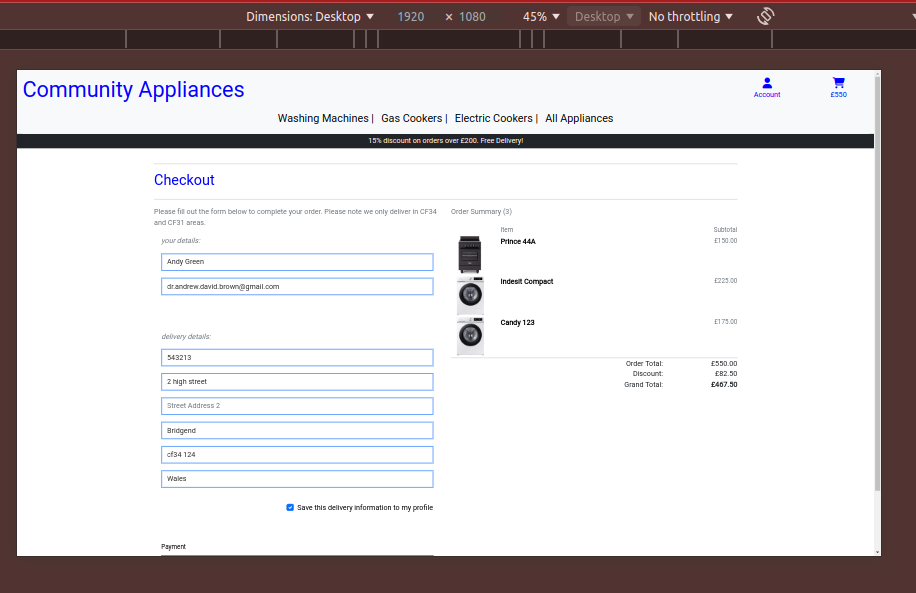 Dimensions: Desktop 1920 × 1080 45% Desktop No throttling
Community Appliances
Account £550
Washing Machines | Gas Cookers | Electric Cookers | All Appliances
15% discount on orders over £200. Free Delivery!
Checkout
Please fill out the form below to complete your order. Please note we only deliver in CF34
and CF31 areas.
your details:
Andy Green
dr.andrew.david.brown@gmail.com
delivery details:
543213
2 high street
Street Address 2
Bridgend
cf34 124
Wales
Save this delivery information to my profile
Payment
Order Summary (3)
Item Subtotal
Prince 44A £150.00
Indesit Compact £225.00
Candy 123 £175.00
Order Total: £550.00
Discount: £82.50
Grand Total: £467.50